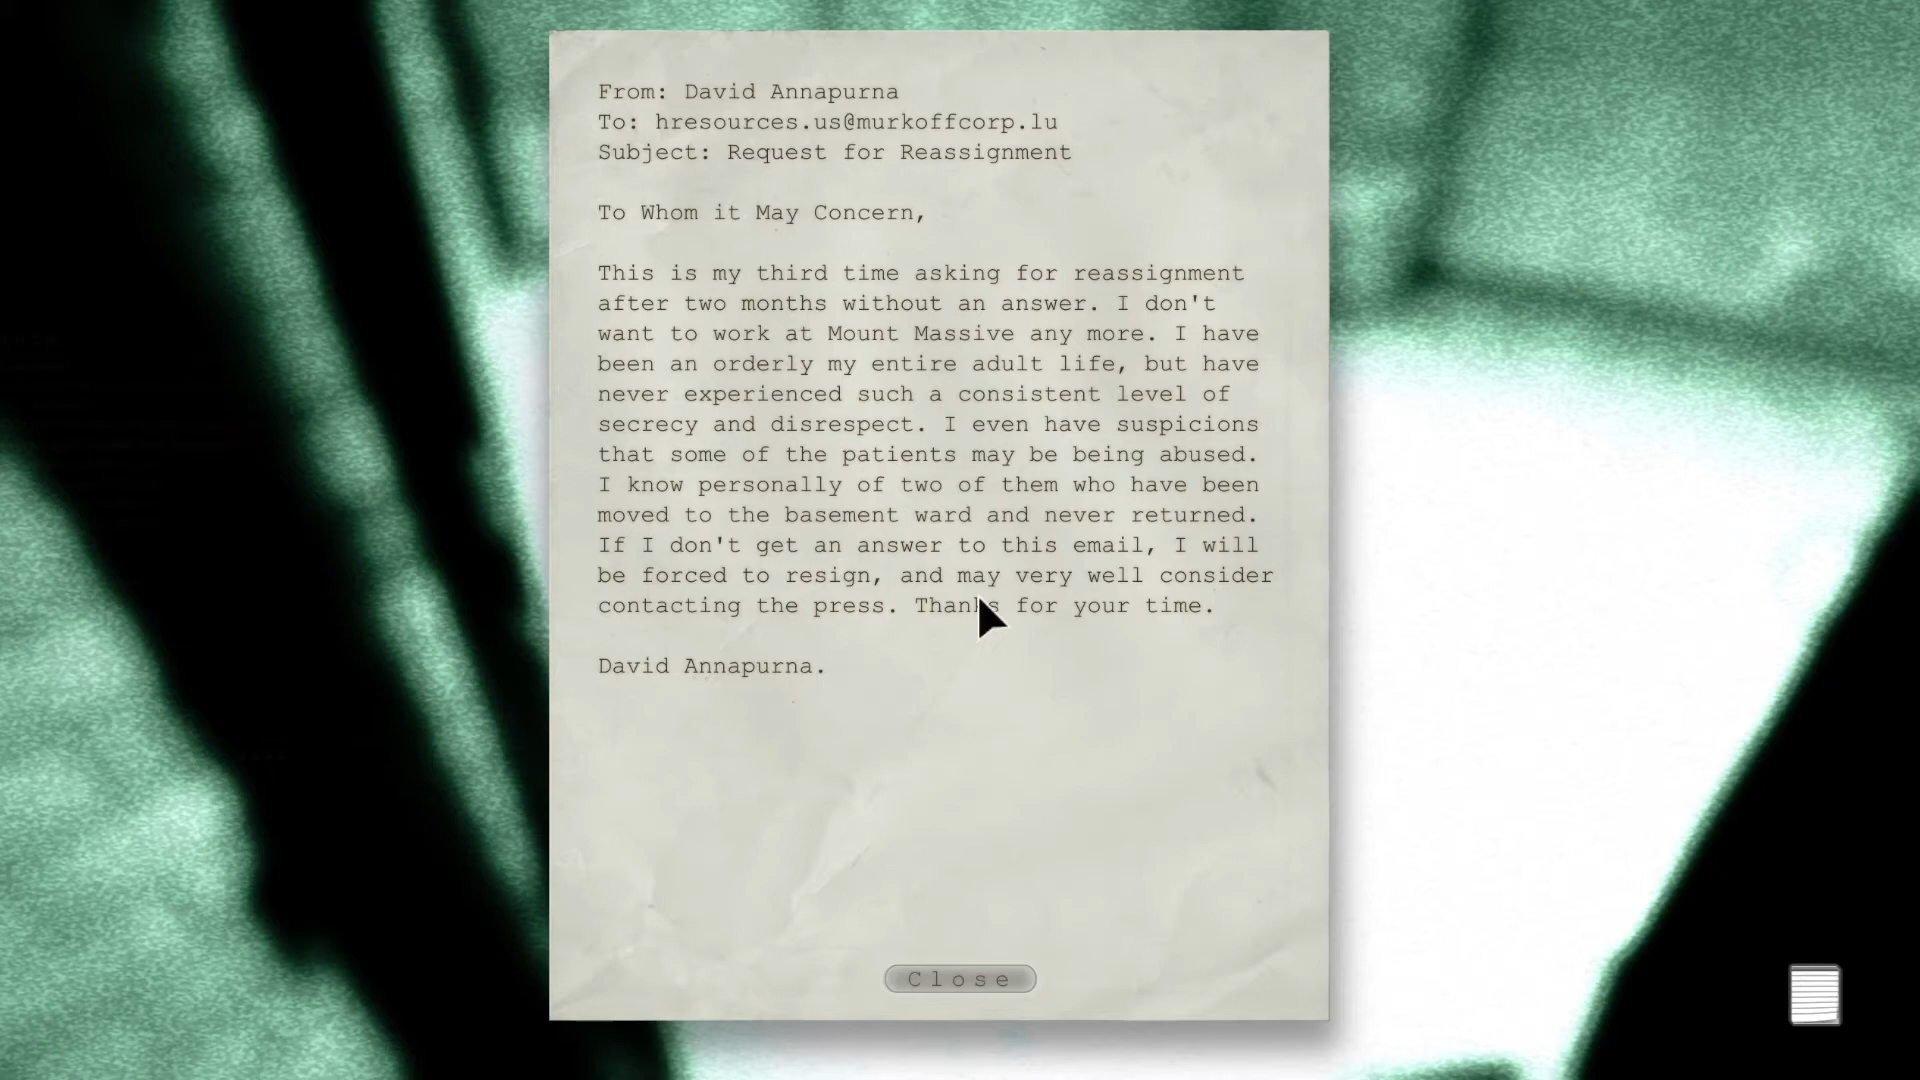 From: David Annapurna
To: hresources.us@murkoffcorp.lu
Subject: Request for Reassignment
To Whom it May Concern,
This is my third time asking for reassignment
after two months without an answer. I don't
want to work at Mount Massive any more. I have
been an orderly my entire adult life, but have
never experienced such a consistent level of
secrecy and disrespect. I even have suspicions
that some of the patients may be being abused.
I know personally of two of them who have been
moved to the basement ward and never returned.
If I don't get an answer to this email, I will
be forced to resign, and may very well consider
contacting the press. Thanks for your time.
David Annapurna.
Close